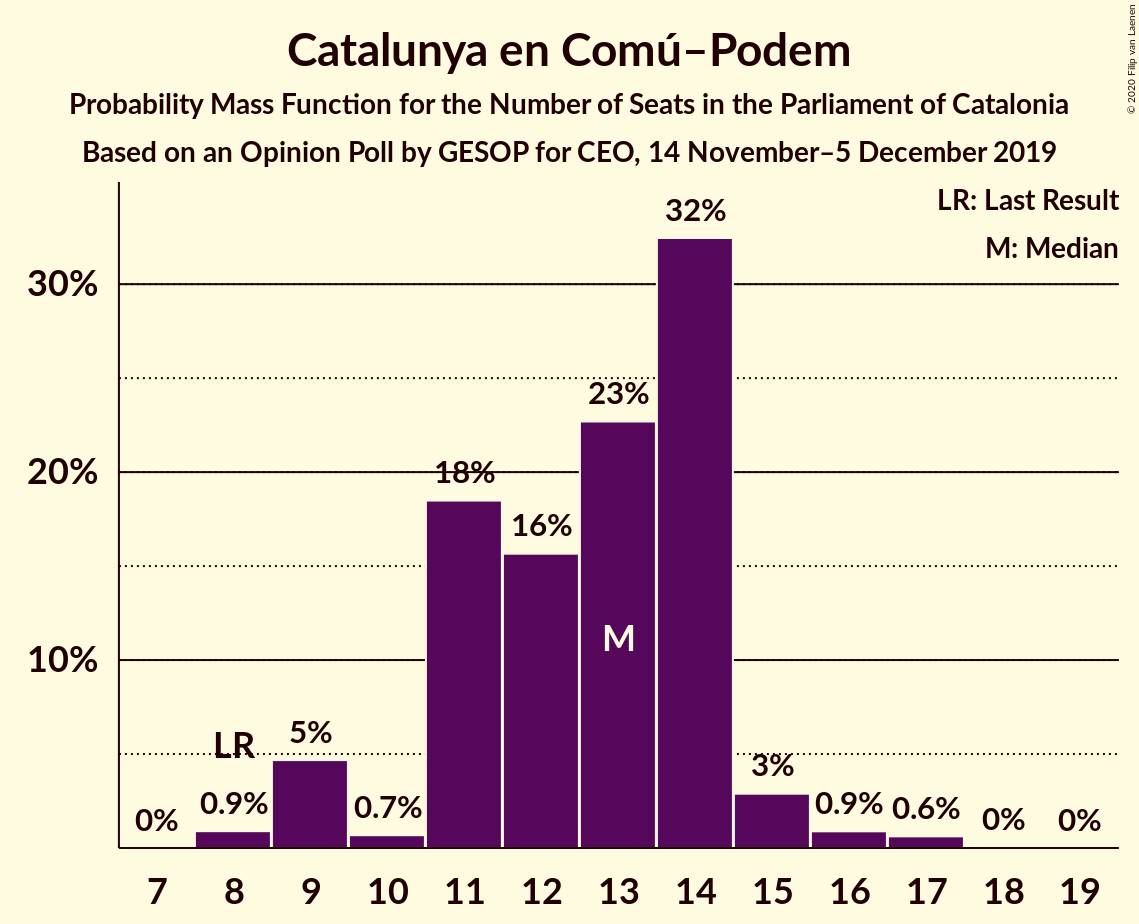 Catalunya en Comú–Podem
Probability Mass Function for the Number of Seats in the Parliament of Catalonia
Based on an Opinion Poll by GESOP for CEO, 14 November–5 December 2019
© 2020 Filip van Laenen
LR: Last Result
M: Median
32%
30%
23%
20%
18%
16%
M
10%
LR
5%
3%
0%
0.9%
0.7%
0.9%
0.6%
0%
0%
7 8 9 10 11 12 13 14 15 16 17 18 19